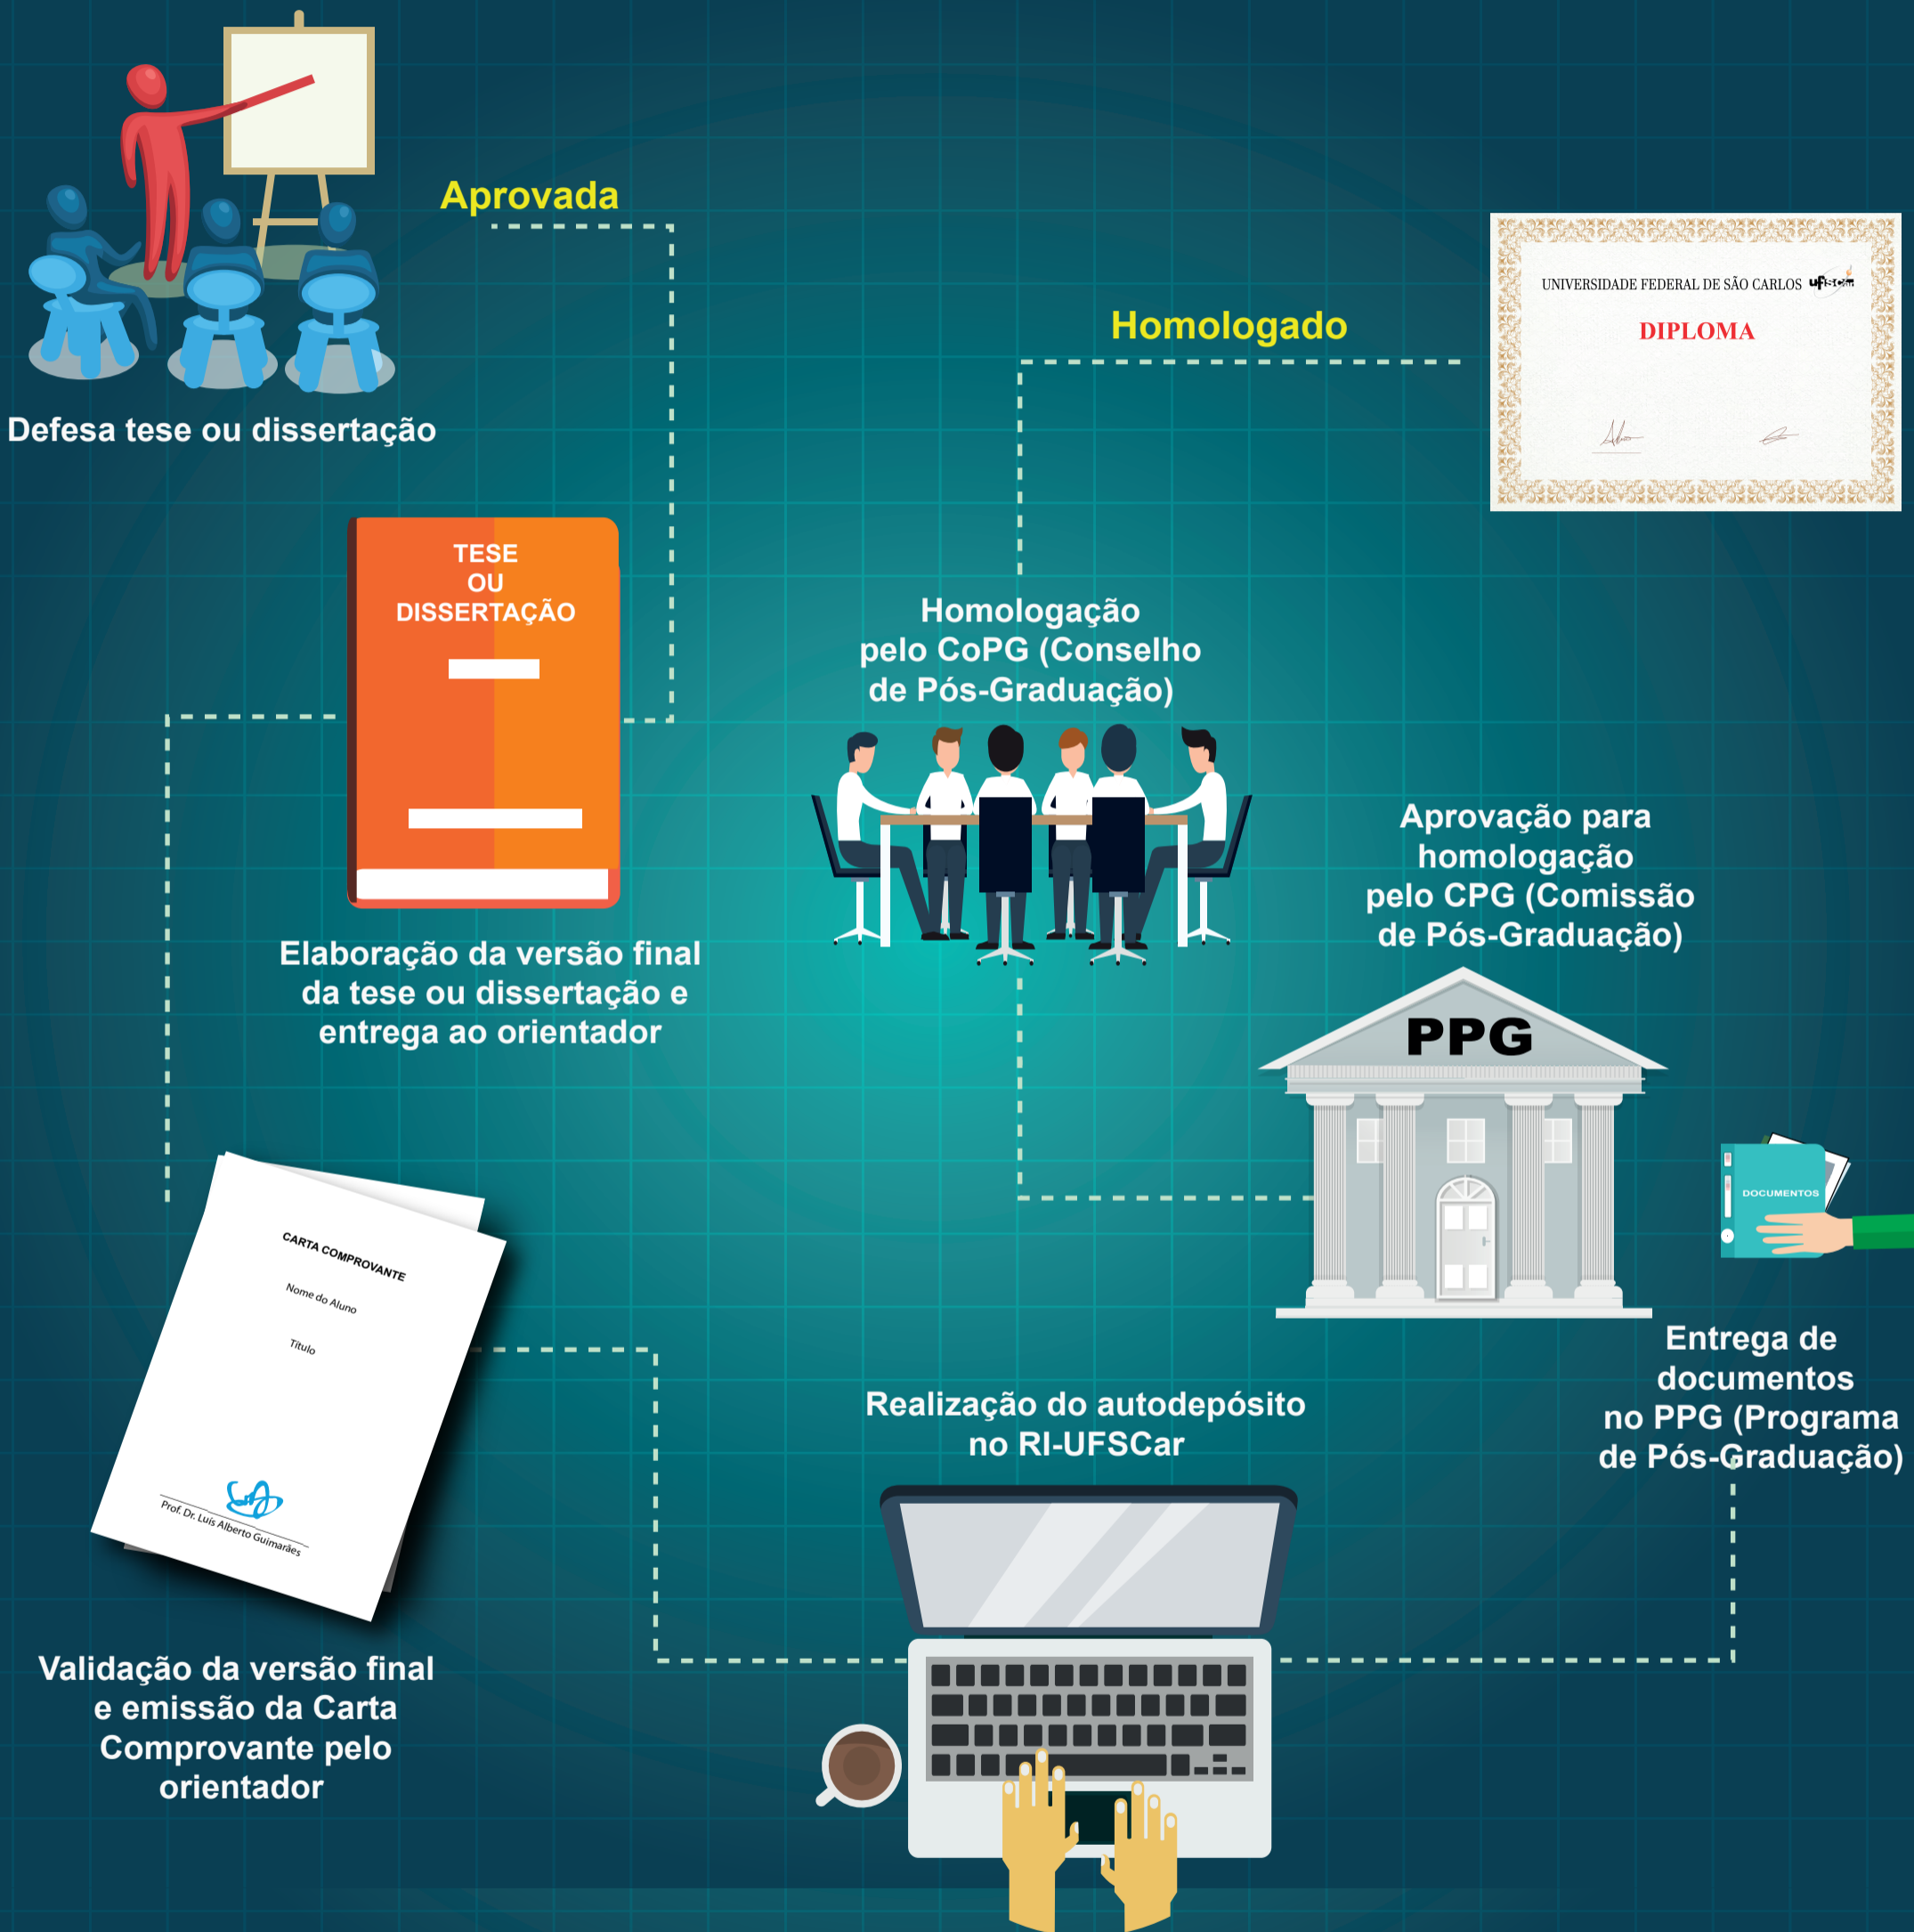 Aprovada
Defesa tese ou dissertação
TESE
OU
DISSERTAÇÃO
Elaboração da versão final
da tese ou dissertação e
entrega ao orientador
CARTA COMPROVANTE
Nome do Aluno
Título
Prof. Dr. Luís Alberto Guimarães
Validação da versão final
e emissão da Carta
Comprovante pelo
orientador
Realização do autodepósito
no RI-UFSCar
DOCUMENTOS
Entrega de
documentos
no PPG (Programa
de Pós-Graduação)
Aprovação para
homologação
pelo CPG (Comissão
de Pós-Graduação)
PPG
Homologação
pelo CoPG (Conselho
de Pós-Graduação)
Homologado
UNIVERSIDADE FEDERAL DE SÃO CARLOS ufscar
DIPLOMA